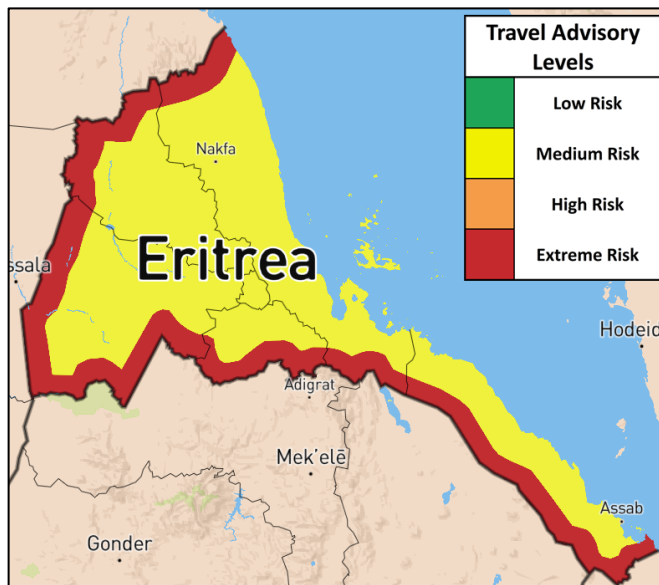 Travel Advisory
Levels
Low Risk
Medium Risk
High Risk
Extreme Risk
Nakfa
Eritrea
ssala
Hodeid
Adigrat
Mek'elē
Assab
Gonder